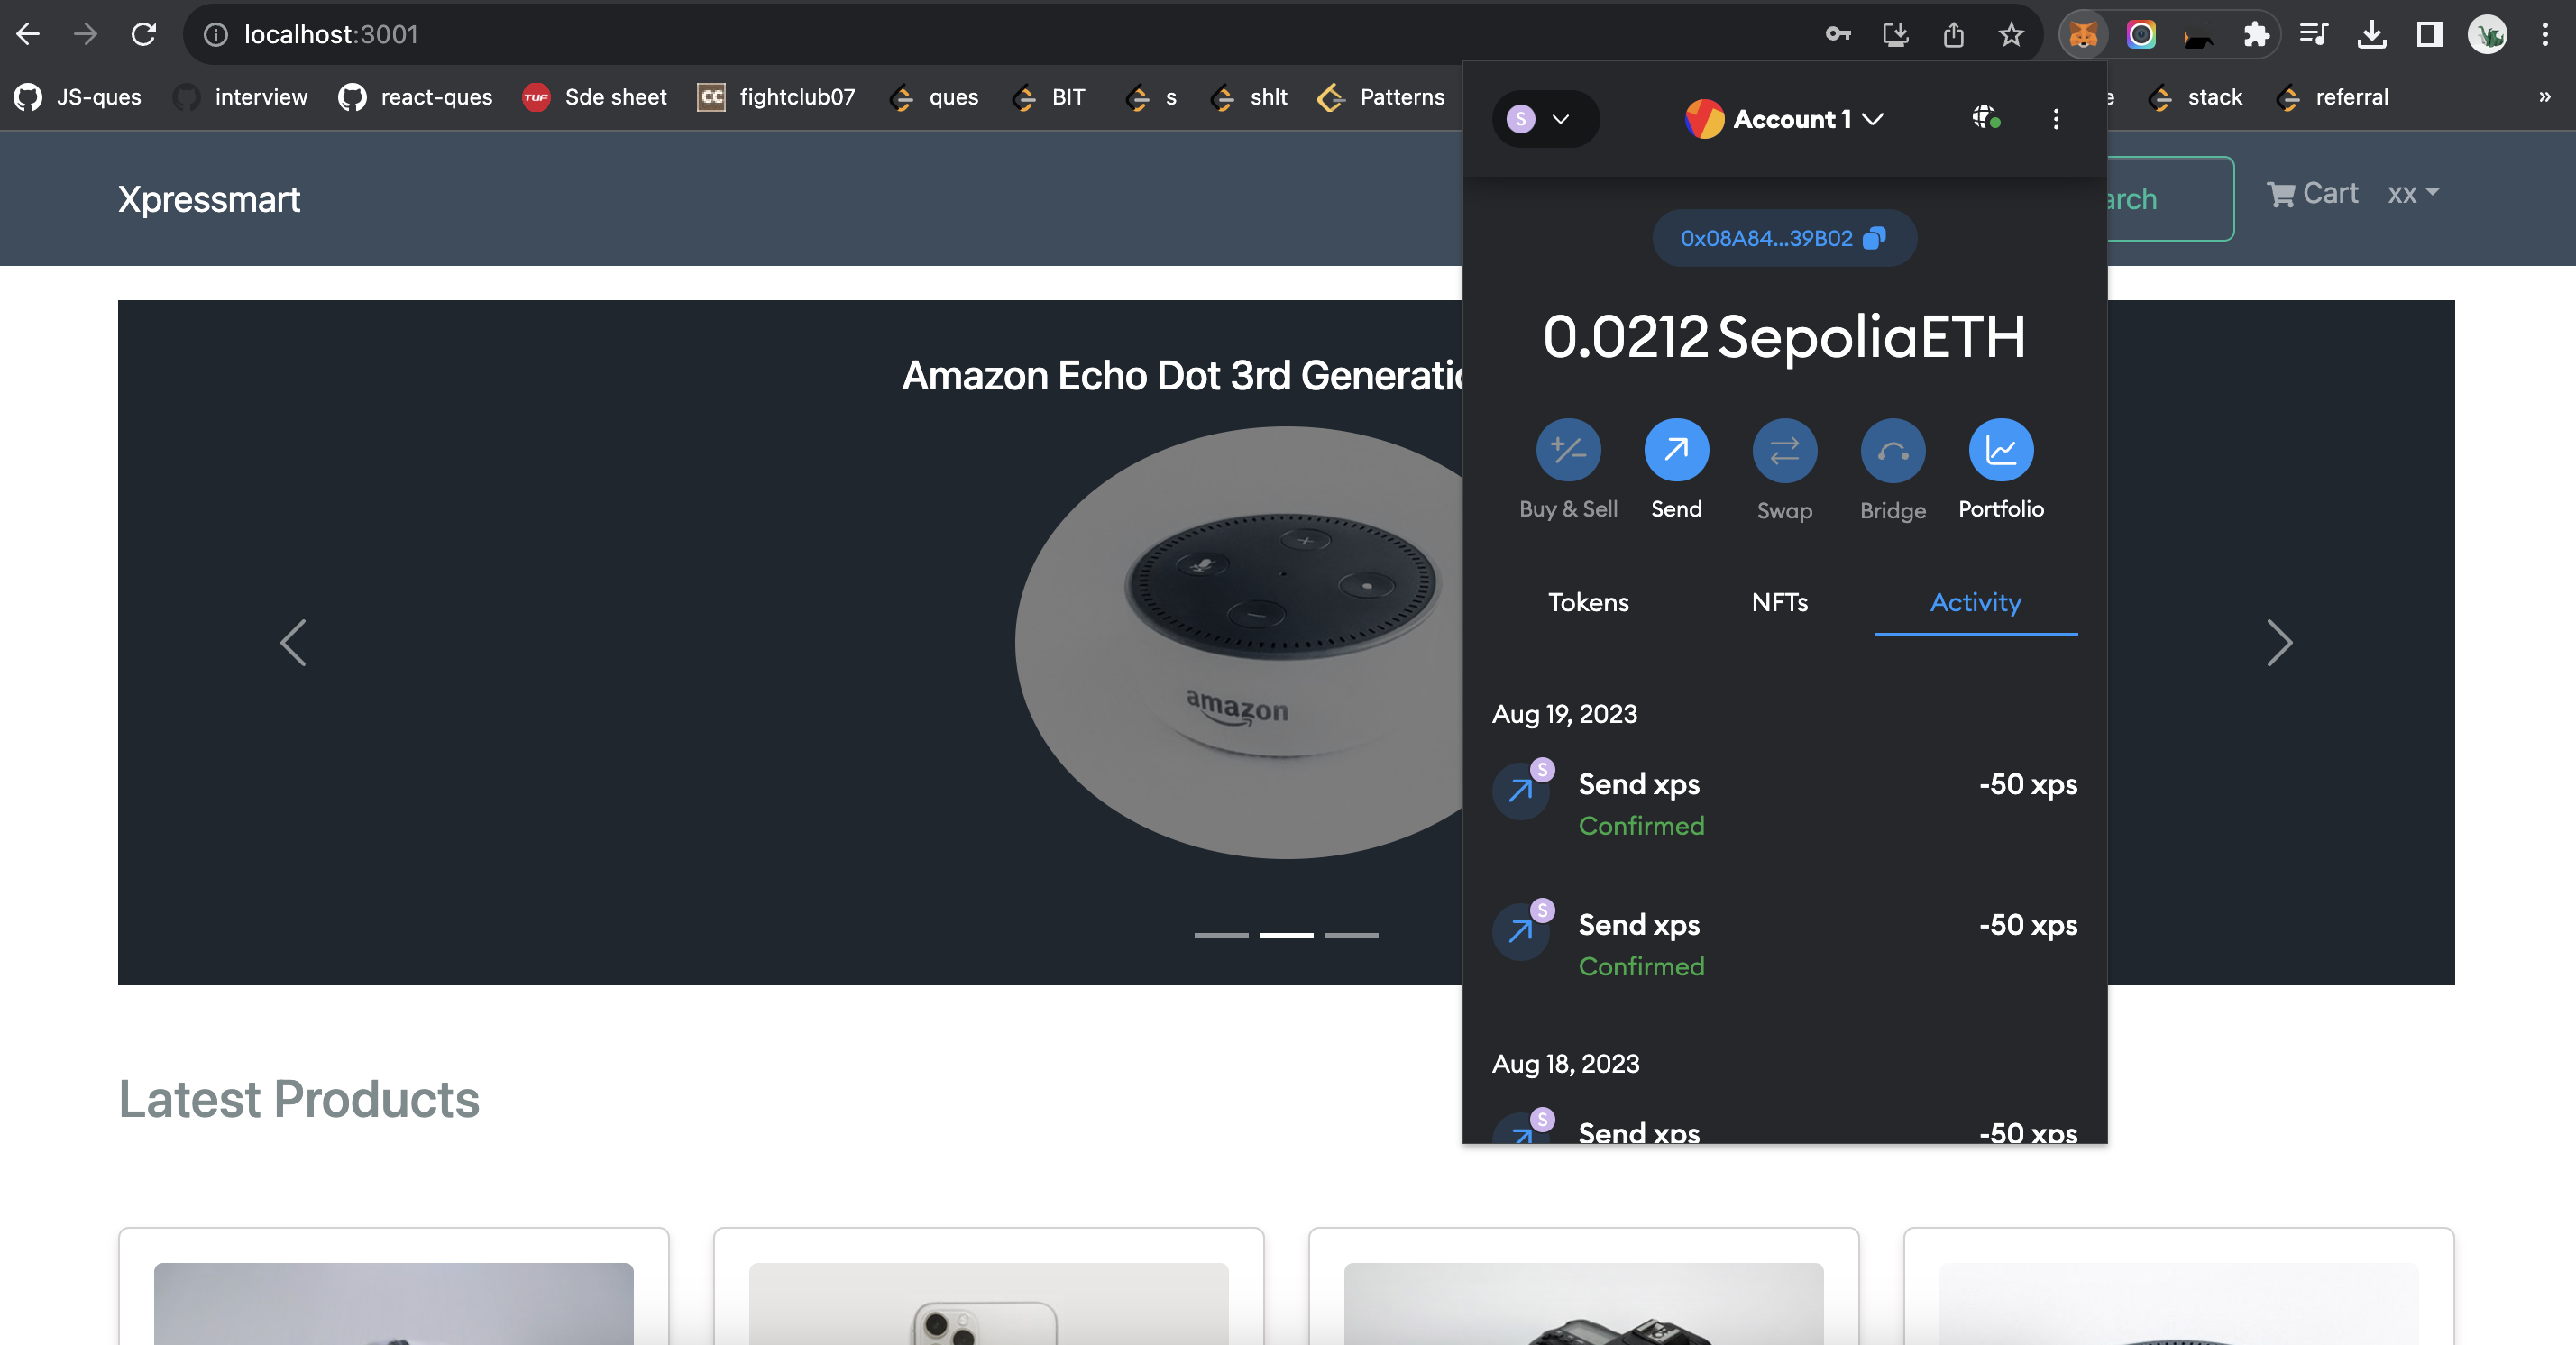 localhost:3001
JS-ques interview react-ques TUF Sde sheet CC fightclub07 ques BIT s shlt Patterns e stack referral »
S Account 1
Xpressmart arch Cart xx
0x08A84...39B02
0.0212 SepoliaETH
Amazon Echo Dot 3rd Generatio
Buy & Sell Send Swap Bridge Portfolio
Tokens NFTs Activity
amazon
Aug 19, 2023
S
Send xps -50 xps
Confirmed
S
Send xps -50 xps
Confirmed
Aug 18, 2023
S
Send xps -50 xps
Latest Products